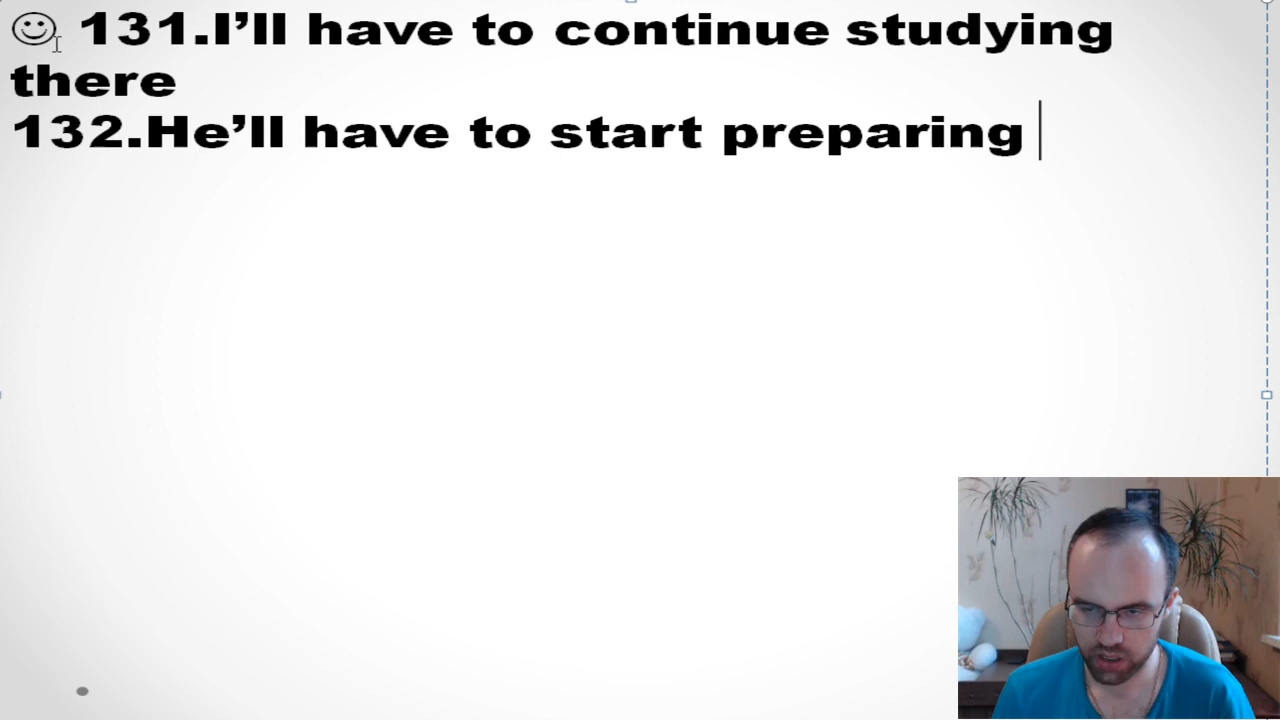 ☺ 131.I’ll have to continue studying
there
132.He’ll have to start preparing